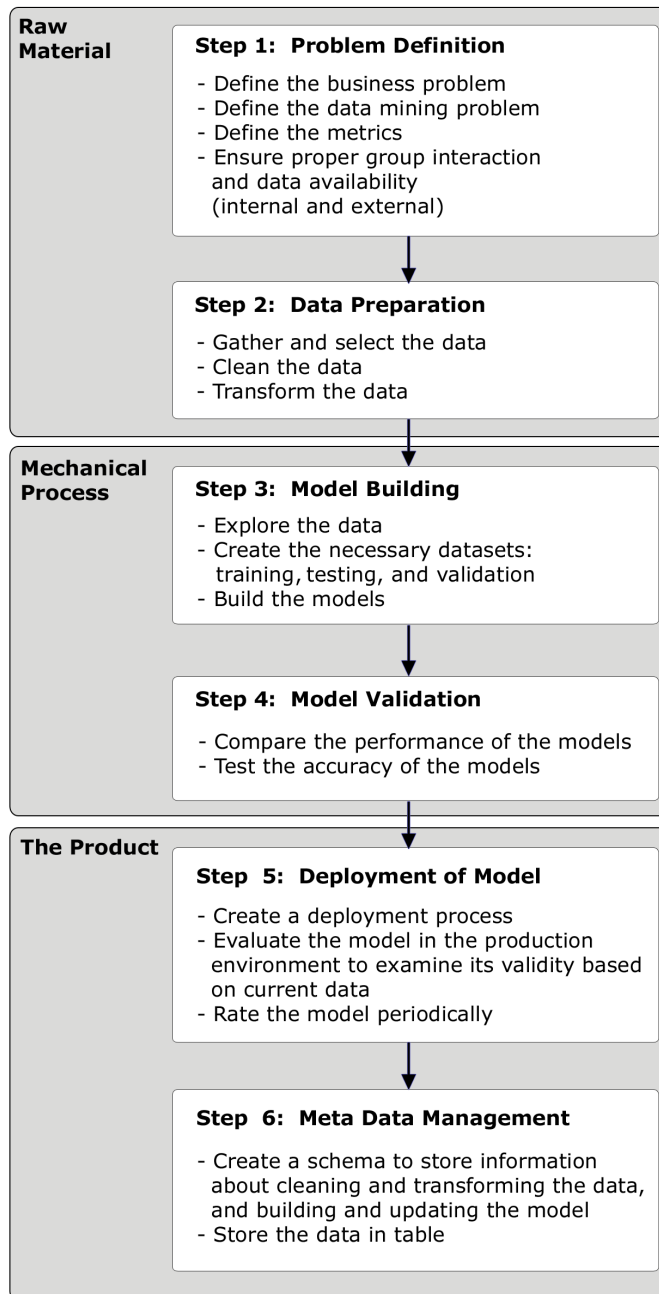 Raw
Material
Step 1:  Problem Definition
- Define the business problem
- Define the data mining problem
- Define the metrics
- Ensure proper group interaction
and data availability
(internal and external)
Step 2:  Data Preparation
- Gather and select the data
- Clean the data
- Transform the data
Mechanical
Process
Step 3:  Model Building
- Explore the data
- Create the necessary datasets:
training, testing, and validation
- Build the models
Step 4:  Model Validation
- Compare the performance of the models
- Test the accuracy of the models
The Product
Step  5:  Deployment of Model
- Create a deployment process
- Evaluate the model in the production
environment to examine its validity based
on current data
- Rate the model periodically
Step  6:  Meta Data Management
- Create a schema to store information
about cleaning and transforming the data,
and building and updating the model
- Store the data in table